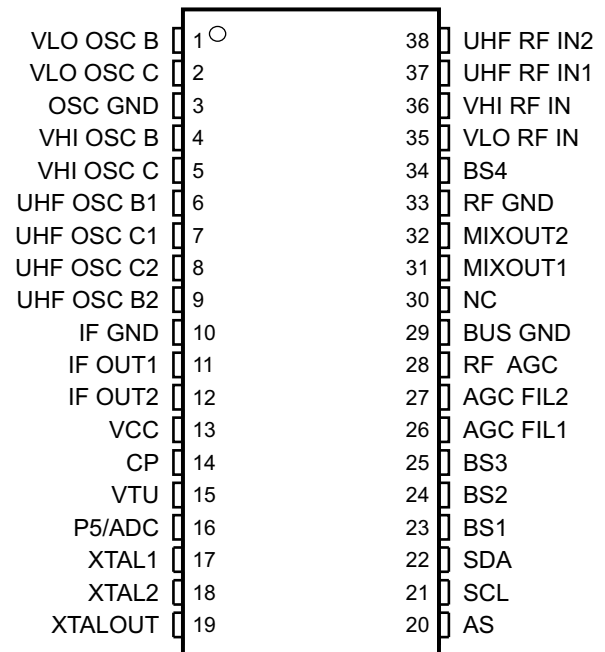 VLO OSC B 1 38 UHF RF IN2
VLO OSC C 2 37 UHF RF IN1
OSC GND 3 36 VHI RF IN
VHI OSC B 4 35 VLO RF IN
VHI OSC C 5 34 BS4
UHF OSC B1 6 33 RF GND
UHF OSC C1 7 32 MIXOUT2
UHF OSC C2 8 31 MIXOUT1
UHF OSC B2 9 30 NC
IF GND 10 29 BUS GND
IF OUT1 11 28 RF AGC
IF OUT2 12 27 AGC FIL2
VCC 13 26 AGC FIL1
CP 14 25 BS3
VTU 15 24 BS2
P5/ADC 16 23 BS1
XTAL1 17 22 SDA
XTAL2 18 21 SCL
XTALOUT 19 20 AS